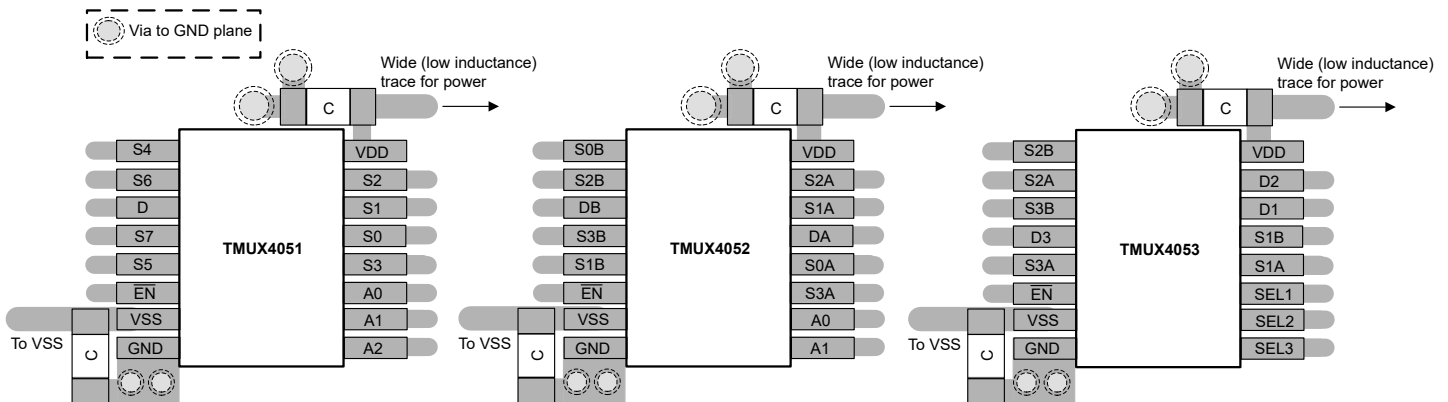 Via to GND plane
Wide (low inductance)
trace for power
C
S4
S6
D
S7
S5
EN
VSS
GND
TMUX4051
VDD
S2
S1
S0
S3
A0
A1
A2
To VSS
C
Wide (low inductance)
trace for power
C
S0B
S2B
DB
S3B
S1B
EN
VSS
GND
TMUX4052
VDD
S2A
S1A
DA
S0A
S3A
A0
A1
To VSS
C
Wide (low inductance)
trace for power
C
S2B
S2A
S3B
D3
S3A
EN
VSS
GND
TMUX4053
VDD
D2
D1
S1B
S1A
SEL1
SEL2
SEL3
To VSS
C